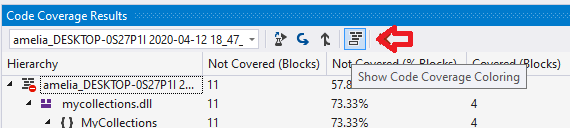 Code Coverage Results
amelia_DESKTOP-0S27P1I 2020-04-12 18_47_
Hierarchy Not Covered (Blocks) Not Covered (% Blocks) Covered (Blocks)
Show Code Coverage Coloring
amelia_DESKTOP-0S27P1I 2... 11 57.8
mycollections.dll 11 73.33% 4
{ } MyCollections 11 73.33% 4